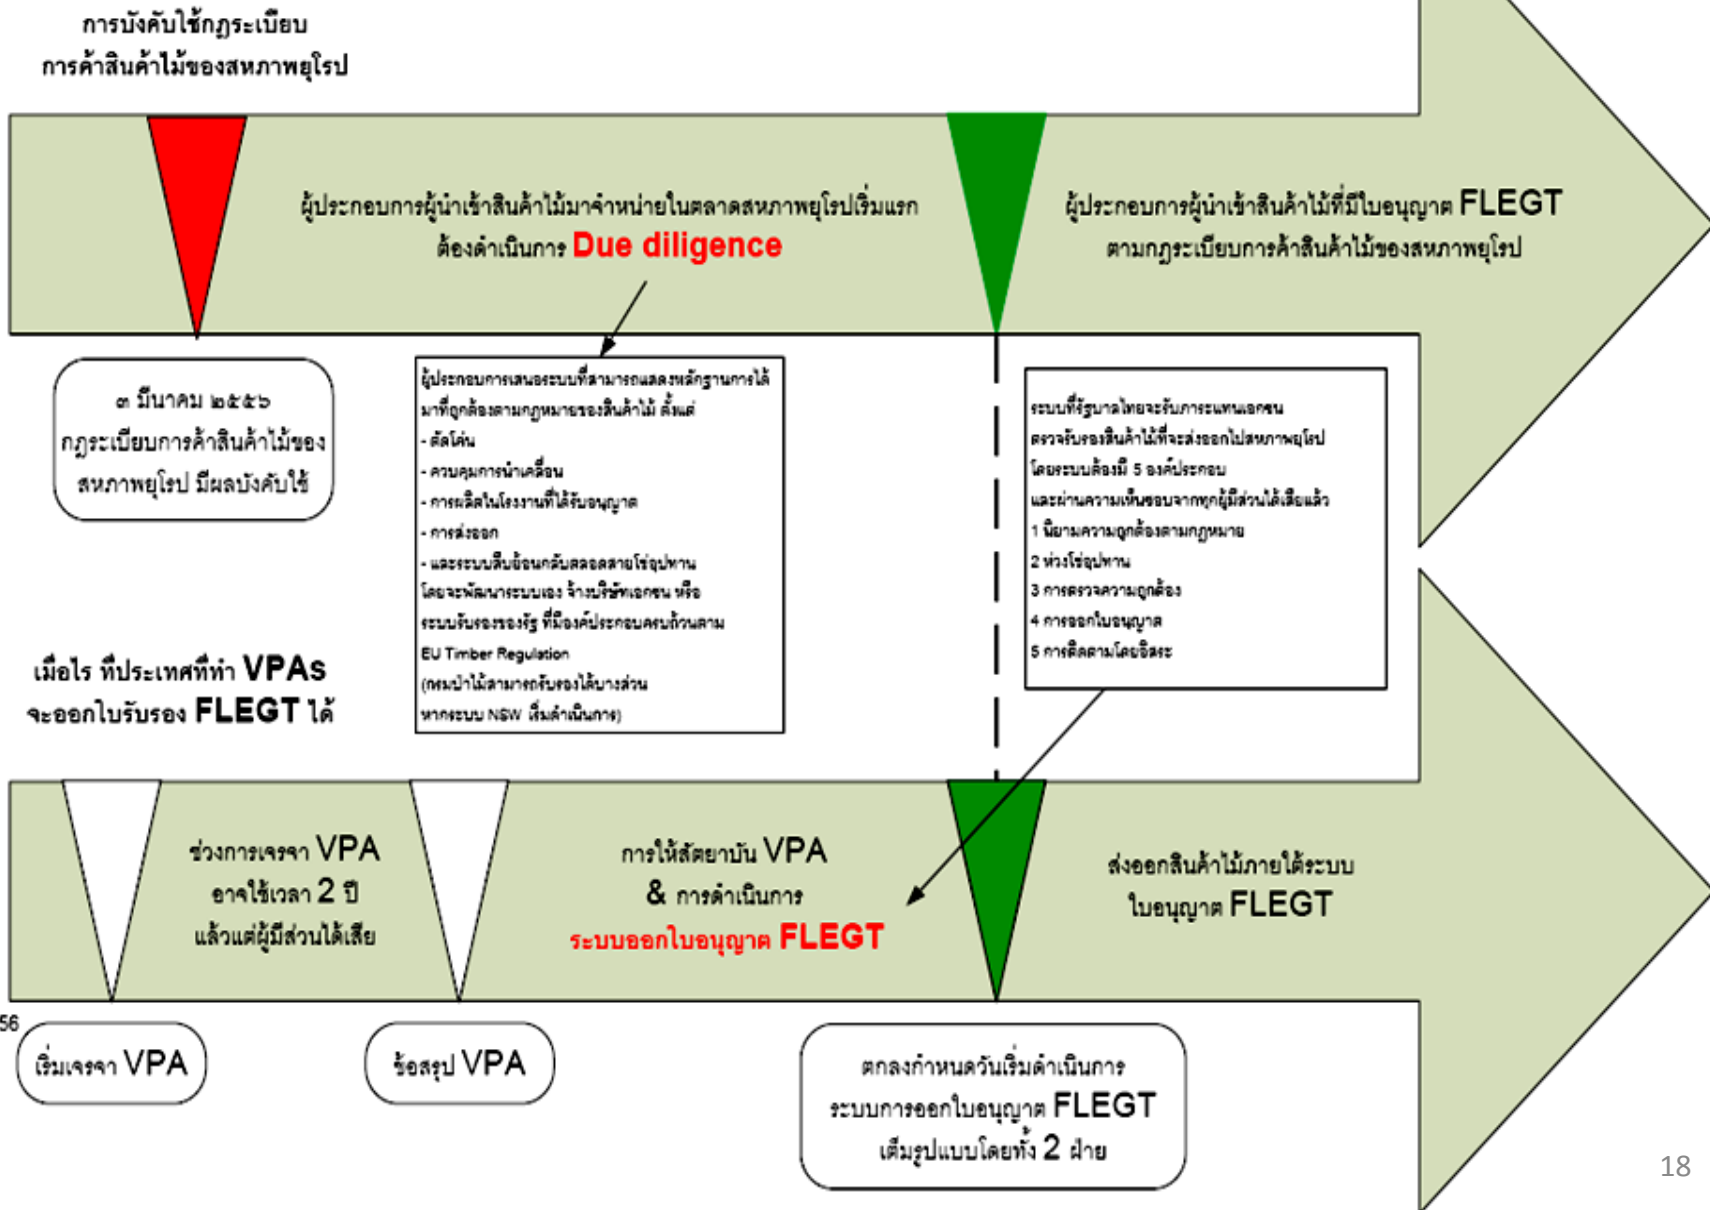 การบังคับใช้กฎระเบียบ
การค้าสินค้าไม้ของสหภาพยุโรป
ผู้ประกอบการผู้นำเข้าสินค้าไม้มาจำหน่ายในตลาดสหภาพยุโรปเริ่มแรก
ต้องดำเนินการ Due diligence
ผู้ประกอบการผู้นำเข้าสินค้าไม้ที่มีใบอนุญาต FLEGT
ตามกฎระเบียบการค้าสินค้าไม้ของสหภาพยุโรป
๓ มีนาคม ๒๕๕๖
กฎระเบียบการค้าสินค้าไม้ของ
สหภาพยุโรป มีผลบังคับใช้
ผู้ประกอบการเสนอระบบที่สามารถแสดงหลักฐานการได้
มาที่ถูกต้องตามกฎหมายของสินค้าไม้ ตั้งแต่
- ตัดโค่น
- ควบคุมการนำเคลื่อน
- การผลิตในโรงงานที่ได้รับอนุญาต
- การส่งออก
- และระบบสืบย้อนกลับตลอดสายโซ่อุปทาน
โดยจะพัฒนาระบบเอง จ้างบริษัทเอกชน หรือ
ระบบรับรองของรัฐ ที่มีองค์ประกอบครบถ้วนตาม
EU Timber Regulation
(กรมป่าไม้สามารถรับรองได้บางส่วน
หากระบบ NSW เริ่มดำเนินการ)
ระบบที่รัฐบาลไทยจะรับภาระแทนเอกชน
ตรวจรับรองสินค้าไม้ที่จะส่งออกไปสหภาพยุโรป
โดยระบบต้องมี 5 องค์ประกอบ
และผ่านความเห็นชอบจากทุกผู้มีส่วนได้เสียแล้ว
1 นิยามความถูกต้องตามกฎหมาย
2 ห่วงโซ่อุปทาน
3 การตรวจความถูกต้อง
4 การออกใบอนุญาต
5 การติดตามโดยอิสระ
เมื่อไร ที่ประเทศที่ทำ VPAs
จะออกใบรับรอง FLEGT ได้
ช่วงการเจรจา VPA
อาจใช้เวลา 2 ปี
แล้วแต่ผู้มีส่วนได้เสีย
การให้สัตยาบัน VPA
& การดำเนินการ
ระบบออกใบอนุญาต FLEGT
ส่งออกสินค้าไม้ภายใต้ระบบ
ใบอนุญาต FLEGT
56
เริ่มเจรจา VPA
ข้อสรุป VPA
ตกลงกำหนดวันเริ่มดำเนินการ
ระบบการออกใบอนุญาต FLEGT
เต็มรูปแบบโดยทั้ง 2 ฝ่าย
18